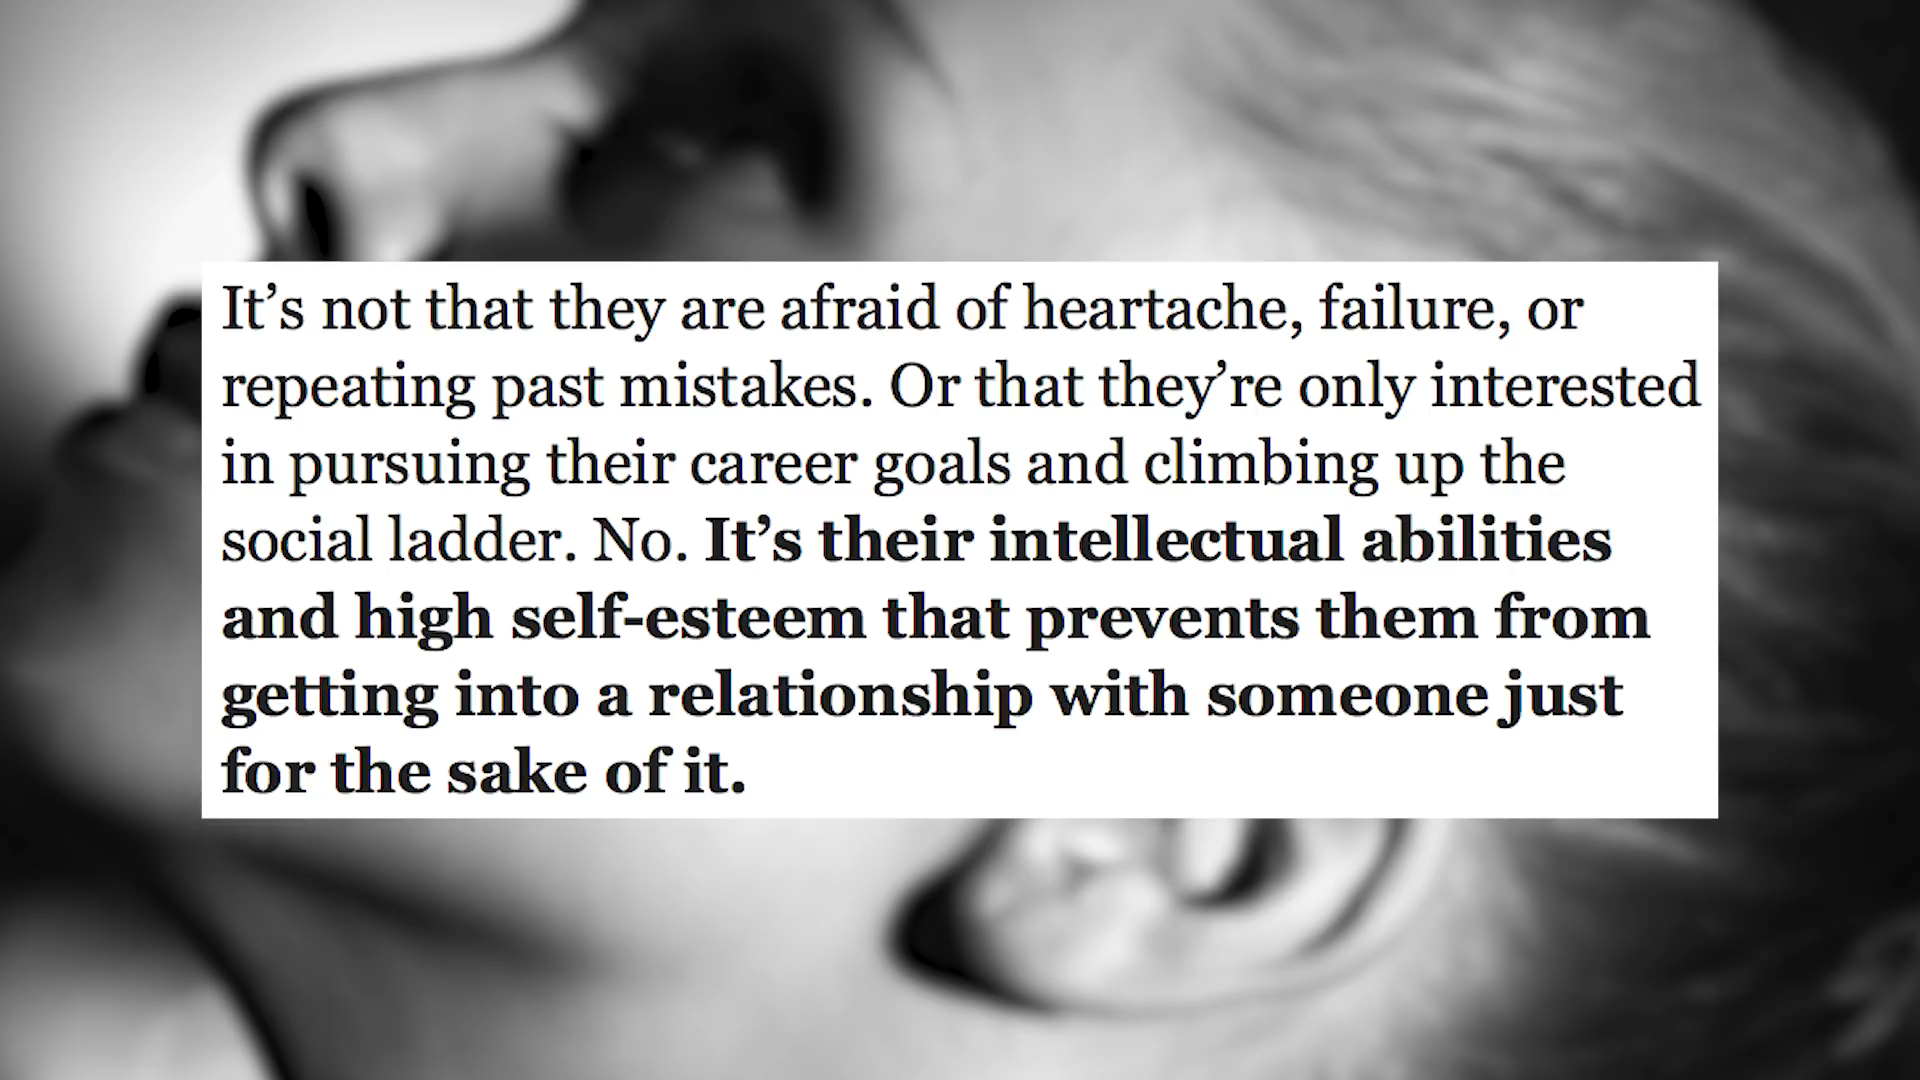 It’s not that they are afraid of heartache, failure, or
repeating past mistakes. Or that they’re only interested
in pursuing their career goals and climbing up the
social ladder. No. It’s their intellectual abilities
and high self-esteem that prevents them from
getting into a relationship with someone just
for the sake of it.